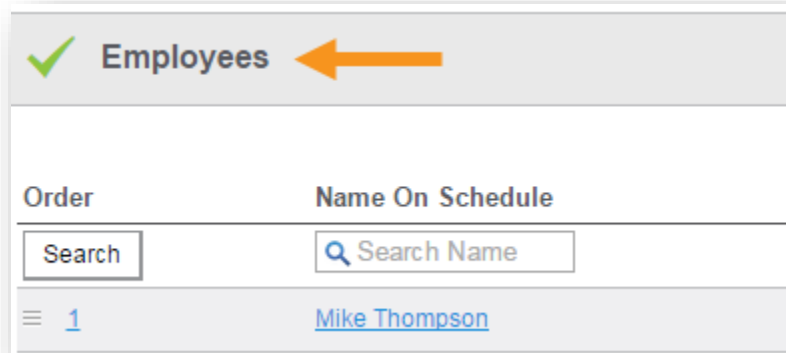 Employees
Order Name On Schedule
Search Search Name
1 Mike Thompson